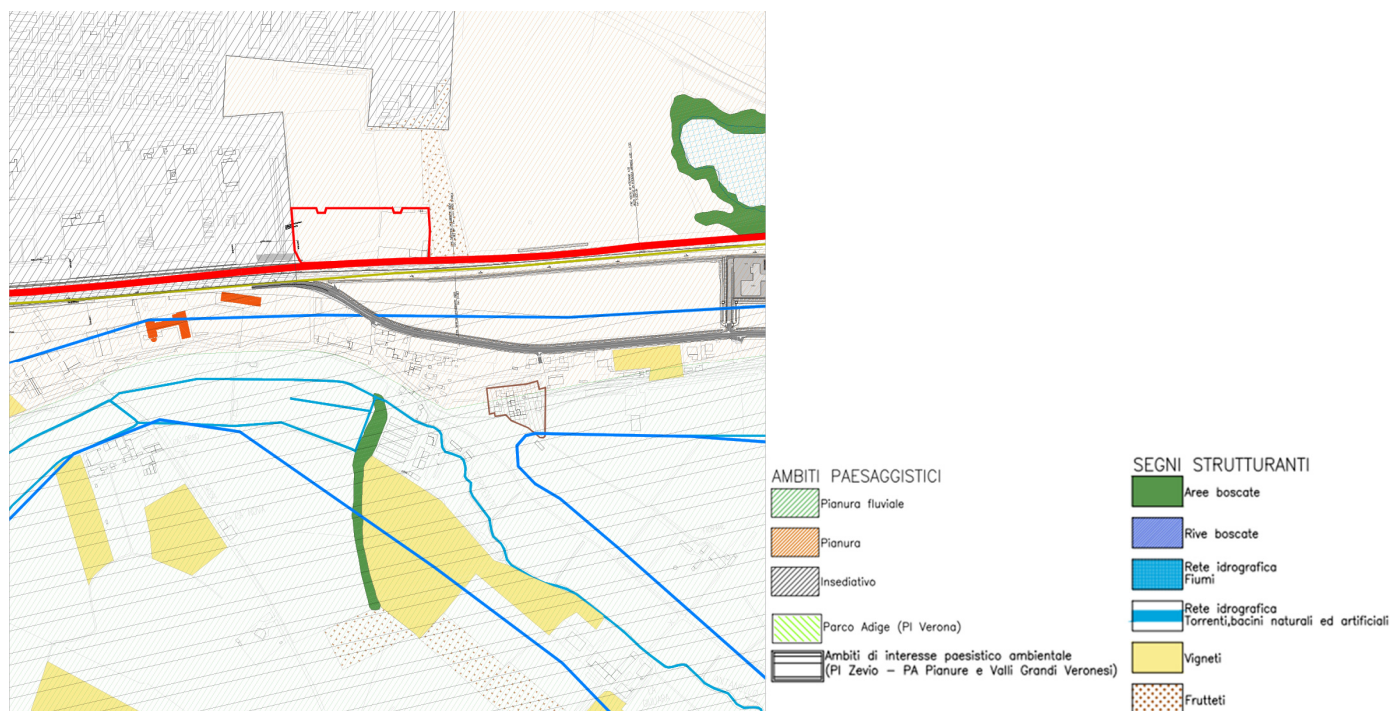 AMBITI PAESAGGISTICI
Pianura fluviale
Pianura
Insediativo
Parco Adige (PI Verona)
Ambiti di interesse paesistico ambientale
(PI Zevio – PA Pianure e Valli Grandi Veronesi)
SEGNI STRUTTURANTI
Aree boscate
Rive boscate
Rete idrografica
Fiumi
Rete idrografica
Torrenti,bacini naturali ed artificiali
Vigneti
Frutteti